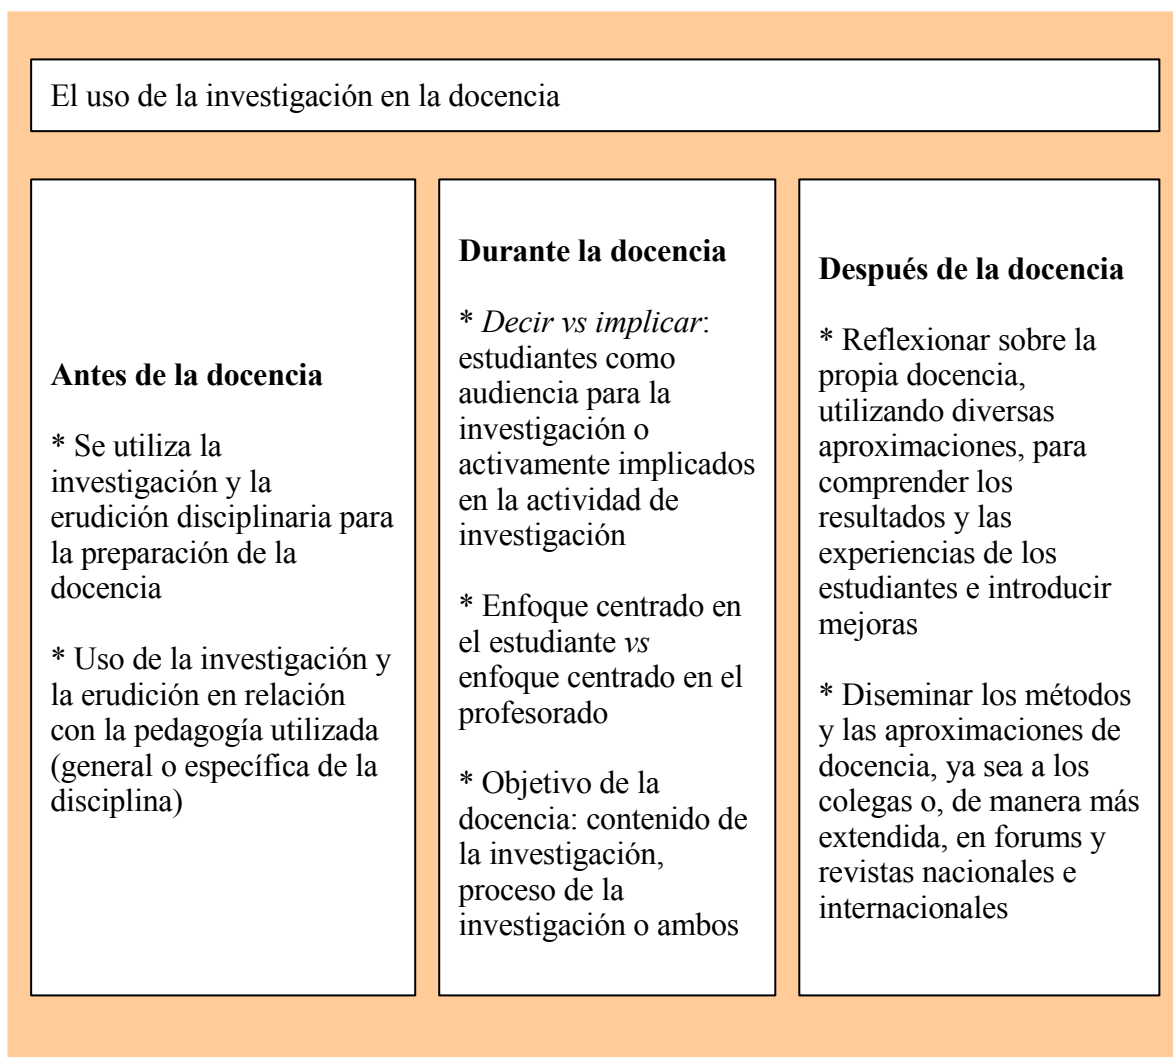 El uso de la investigación en la docencia
Antes de la docencia
* Se utiliza la
investigación y la
erudición disciplinaria para
la preparación de la
docencia
* Uso de la investigación y
la erudición en relación
con la pedagogía utilizada
(general o específica de la
disciplina)
Durante la docencia
* Decir vs implicar:
estudiantes como
audiencia para la
investigación o
activamente implicados
en la actividad de
investigación
* Enfoque centrado en
el estudiante vs
enfoque centrado en el
profesorado
* Objetivo de la
docencia: contenido de
la investigación,
proceso de la
investigación o ambos
Después de la docencia
* Reflexionar sobre la
propia docencia,
utilizando diversas
aproximaciones, para
comprender los
resultados y las
experiencias de los
estudiantes e introducir
mejoras
* Diseminar los métodos
y las aproximaciones de
docencia, ya sea a los
colegas o, de manera más
extendida, en forums y
revistas nacionales e
internacionales